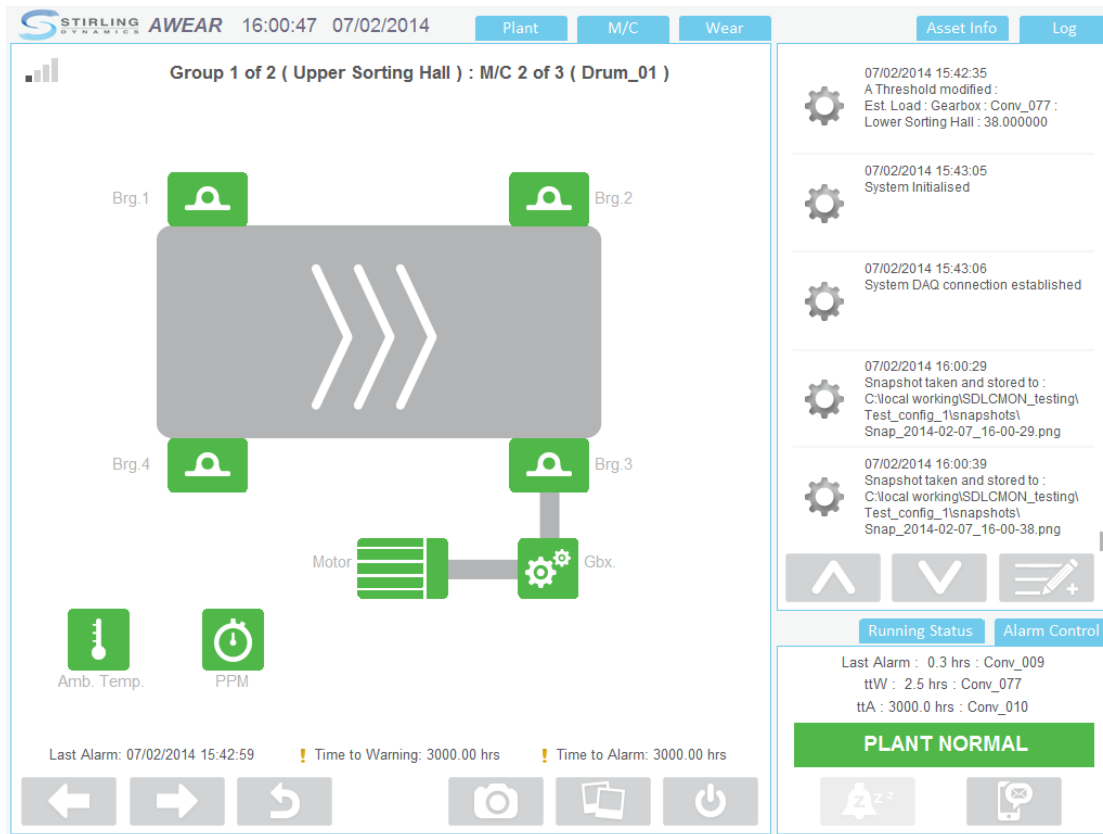 STIRLING DYNAMICS AWEAR 16:00:47 07/02/2014
Plant
M/C
Wear
Asset Info
Log
Group 1 of 2 ( Upper Sorting Hall ) : M/C 2 of 3 ( Drum_01 )
Brg.1
Brg.2
Brg.4
Brg.3
Motor
Gbx.
Amb. Temp.
PPM
Last Alarm: 07/02/2014 15:42:59
! Time to Warning: 3000.00 hrs
! Time to Alarm: 3000.00 hrs
07/02/2014 15:42:35
A Threshold modified :
Est. Load : Gearbox : Conv_077 :
Lower Sorting Hall : 38.000000
07/02/2014 15:43:05
System Initialised
07/02/2014 15:43:06
System DAQ connection established
07/02/2014 16:00:29
Snapshot taken and stored to :
C:\local working\SDLCMON_testing\
Test_config_1\snapshots\
Snap_2014-02-07_16-00-29.png
07/02/2014 16:00:39
Snapshot taken and stored to :
C:\local working\SDLCMON_testing\
Test_config_1\snapshots\
Snap_2014-02-07_16-00-38.png
Running Status
Alarm Control
Last Alarm : 0.3 hrs : Conv_009
ttW : 2.5 hrs : Conv_077
ttA : 3000.0 hrs : Conv_010
PLANT NORMAL
z z z